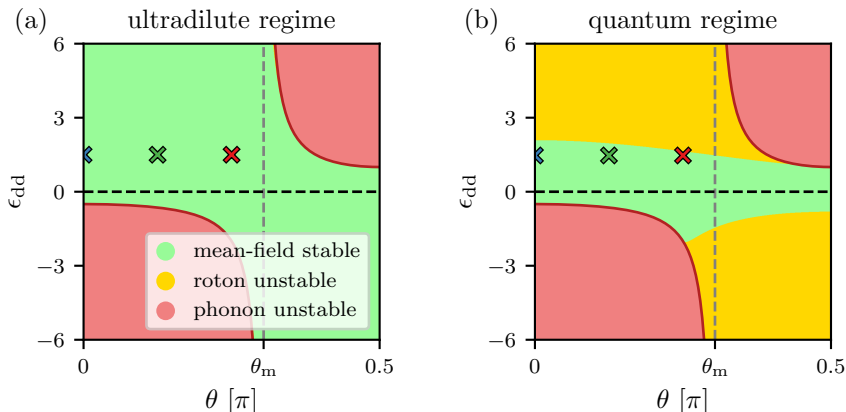 (a) ultradilute regime
6
3
0
−3
−6
ϵdd
mean-field stable
roton unstable
phonon unstable
0 θm 0.5
θ [π]
(b) quantum regime
6
3
0
−3
−6
ϵdd
0 θm 0.5
θ [π]